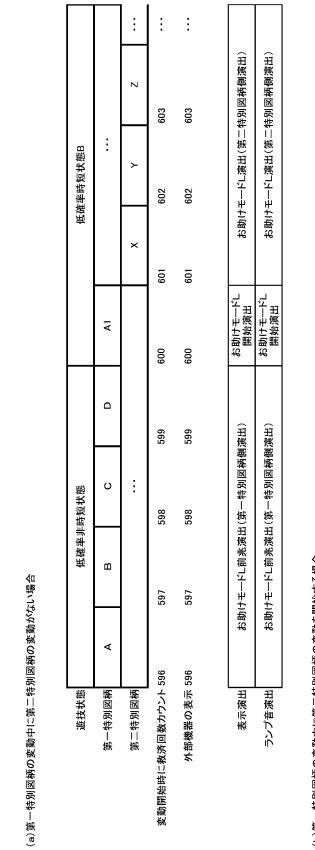 (a)第一特別図柄の変動中に第二特別図柄の変動がない場合
遊技状態 低確率非時短状態 低確率時短状態B
第一特別図柄 A B C D A1 ・・・
第二特別図柄 ・・・ X Y Z ・・・
変動開始時に救済回数カウント 596 597 598 599 600 601 602 603 ・・・
外部機器の表示 596 597 598 599 600 601 602 603 ・・・
表示演出 お助けモードL前兆演出(第一特別図柄側演出) お助けモードL開始演出 お助けモードL演出(第二特別図柄側演出)
ランプ音演出 お助けモードL前兆演出(第一特別図柄側演出) お助けモードL開始演出 お助けモードL演出(第二特別図柄側演出)